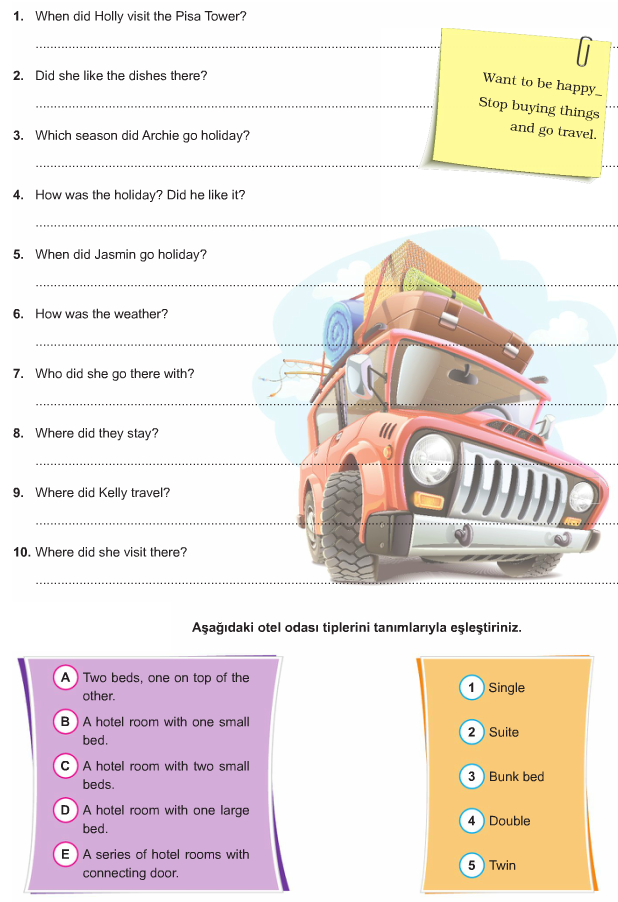 1. When did Holly visit the Pisa Tower?
2. Did she like the dishes there?
3. Which season did Archie go holiday?
4. How was the holiday? Did he like it?
5. When did Jasmin go holiday?
6. How was the weather?
7. Who did she go there with?
8. Where did they stay?
9. Where did Kelly travel?
10. Where did she visit there?
Want to be happy_
Stop buying things
and go travel.
Aşağıdaki otel odası tiplerini tanımlarıyla eşleştiriniz.
A Two beds, one on top of the
other.
B A hotel room with one small
bed.
C A hotel room with two small
beds.
D A hotel room with one large
bed.
E A series of hotel rooms with
connecting door.
1 Single
2 Suite
3 Bunk bed
4 Double
5 Twin